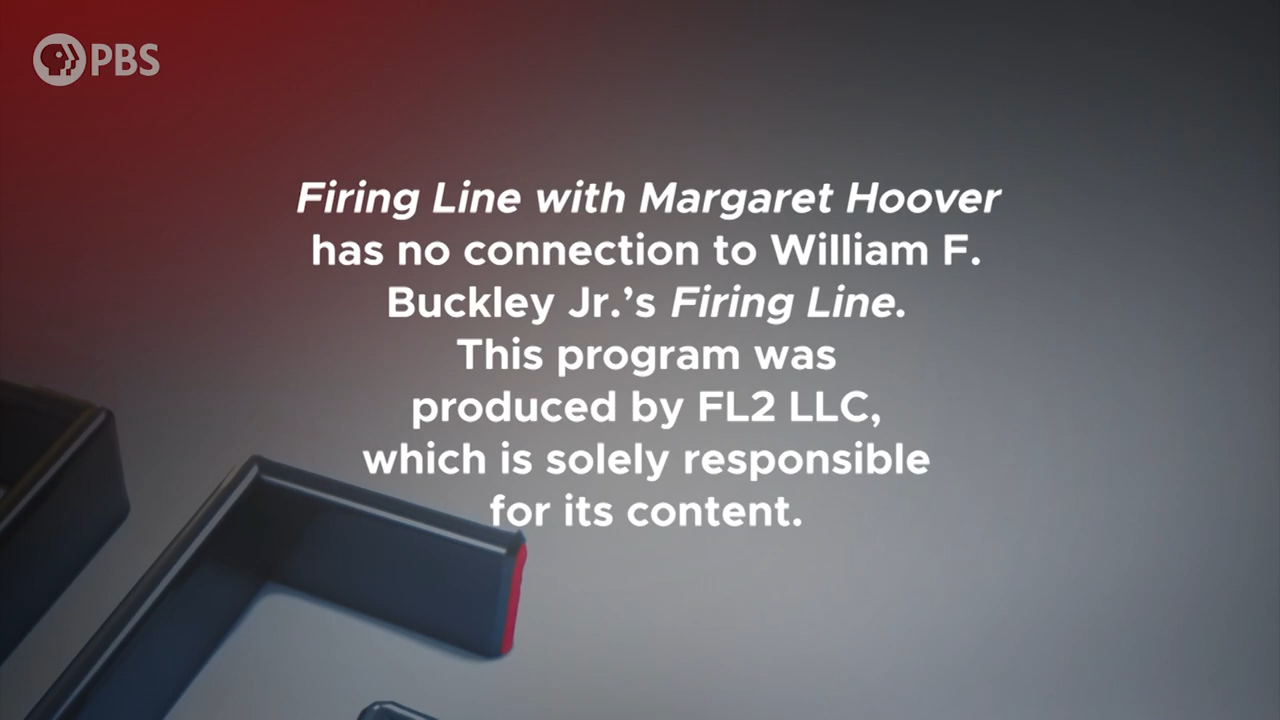 PBS
Firing Line with Margaret Hoover
has no connection to William F.
Buckley Jr.’s Firing Line.
This program was
produced by FL2 LLC,
which is solely responsible
for its content.